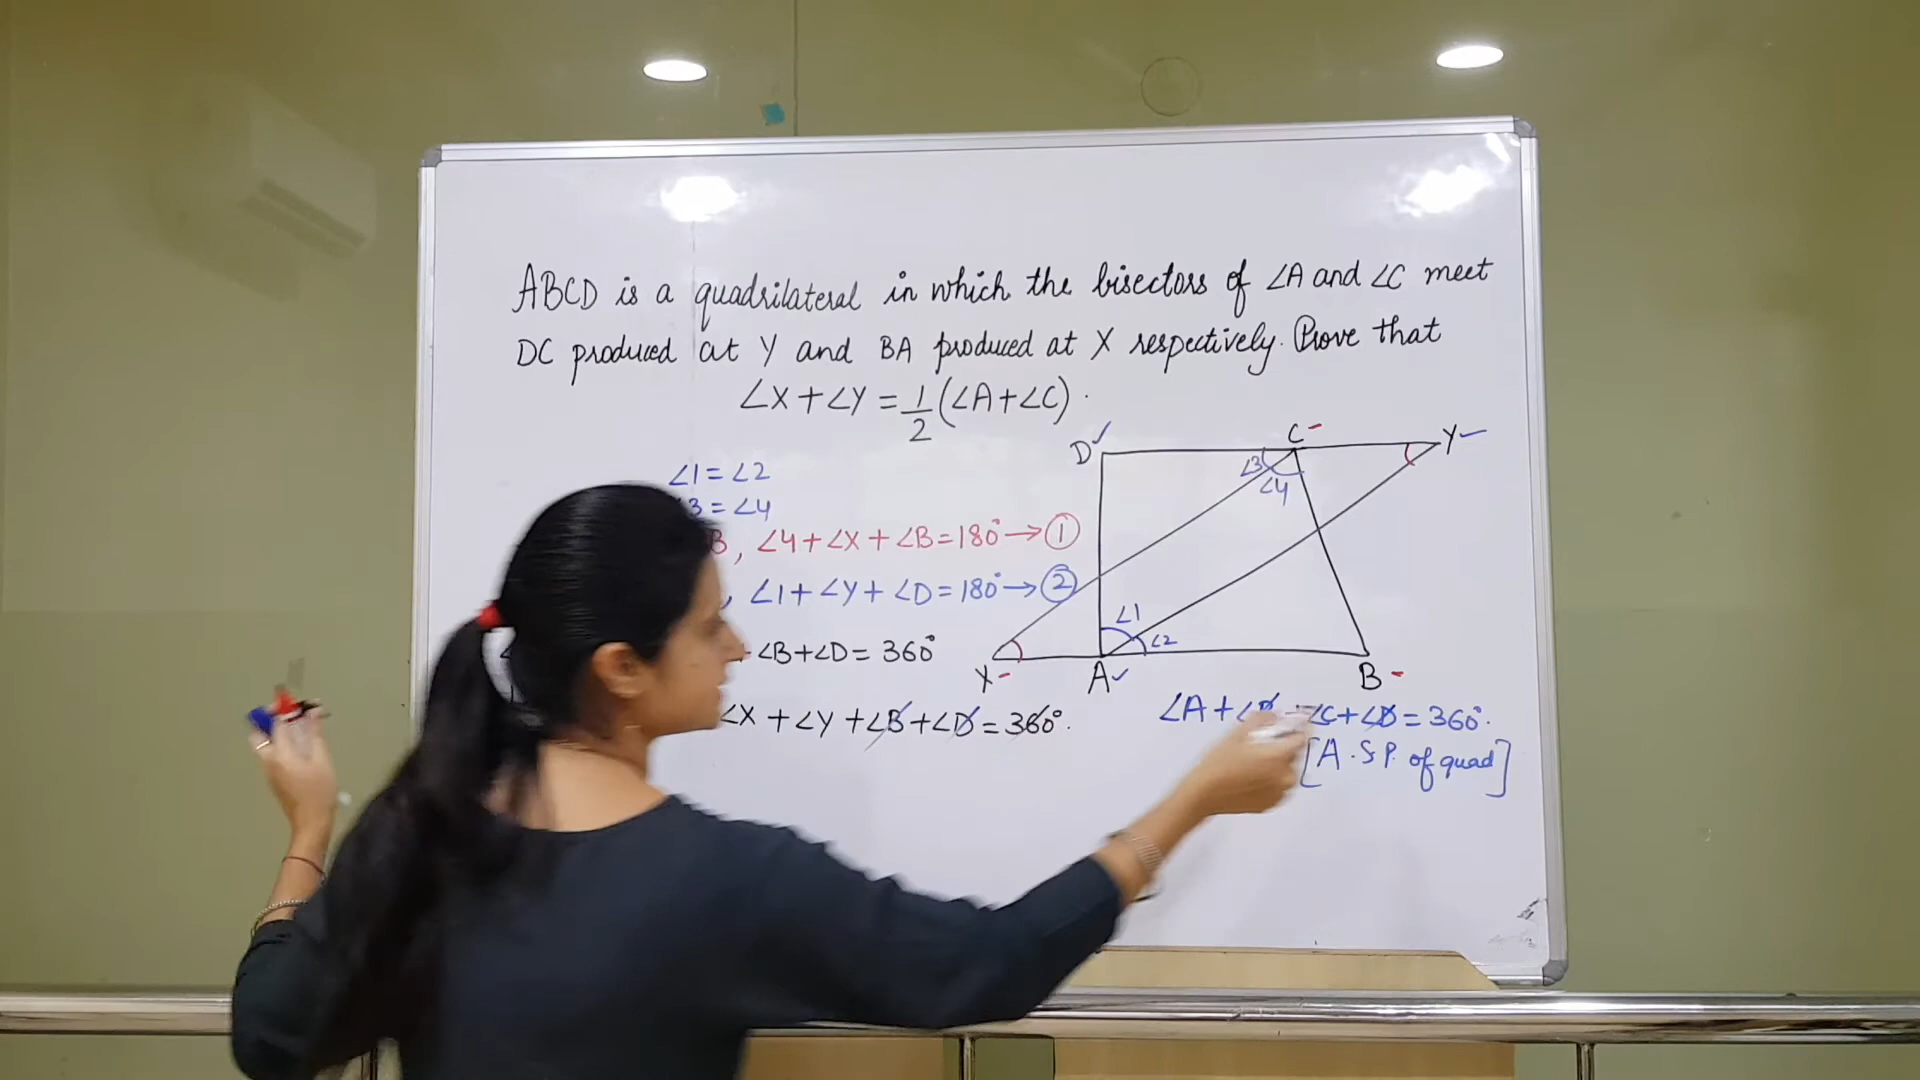 ABCD is a quadrilateral in which the bisectors of ∠A and ∠C meet
DC produced at Y and BA produced at X respectively. Prove that
∠X + ∠Y = 1/2 (∠A + ∠C).
∠1 = ∠2
3 = ∠4
B, ∠4 + ∠X + ∠B = 180° → ①
, ∠1 + ∠Y + ∠D = 180° → ②
∠B + ∠D = 360°
∠X + ∠Y + ∠B + ∠D = 360°.
D
C
Y
∠3
∠4
∠1
∠2
X
A
B
∠A + ∠B + ∠C + ∠D = 360°.
[A.S.P. of quad]